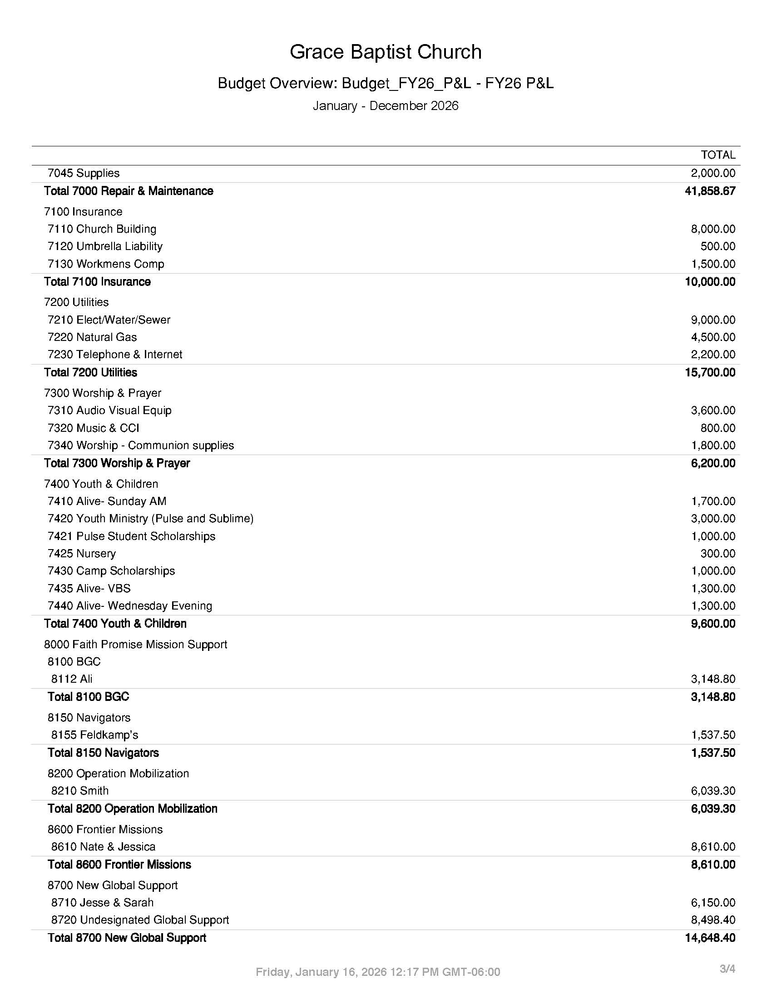 Grace Baptist Church
Budget Overview: Budget_FY26_P&L - FY26 P&L
January - December 2026
TOTAL
7045 Supplies 2,000.00
Total 7000 Repair & Maintenance 41,858.67
7100 Insurance
7110 Church Building 8,000.00
7120 Umbrella Liability 500.00
7130 Workmens Comp 1,500.00
Total 7100 Insurance 10,000.00
7200 Utilities
7210 Elect/Water/Sewer 9,000.00
7220 Natural Gas 4,500.00
7230 Telephone & Internet 2,200.00
Total 7200 Utilities 15,700.00
7300 Worship & Prayer
7310 Audio Visual Equip 3,600.00
7320 Music & CCI 800.00
7340 Worship - Communion supplies 1,800.00
Total 7300 Worship & Prayer 6,200.00
7400 Youth & Children
7410 Alive- Sunday AM 1,700.00
7420 Youth Ministry (Pulse and Sublime) 3,000.00
7421 Pulse Student Scholarships 1,000.00
7425 Nursery 300.00
7430 Camp Scholarships 1,000.00
7435 Alive- VBS 1,300.00
7440 Alive- Wednesday Evening 1,300.00
Total 7400 Youth & Children 9,600.00
8000 Faith Promise Mission Support
8100 BGC
8112 Ali 3,148.80
Total 8100 BGC 3,148.80
8150 Navigators
8155 Feldkamp’s 1,537.50
Total 8150 Navigators 1,537.50
8200 Operation Mobilization
8210 Smith 6,039.30
Total 8200 Operation Mobilization 6,039.30
8600 Frontier Missions
8610 Nate & Jessica 8,610.00
Total 8600 Frontier Missions 8,610.00
8700 New Global Support
8710 Jesse & Sarah 6,150.00
8720 Undesignated Global Support 8,498.40
Total 8700 New Global Support 14,648.40
Friday, January 16, 2026 12:17 PM GMT-06:00 3/4